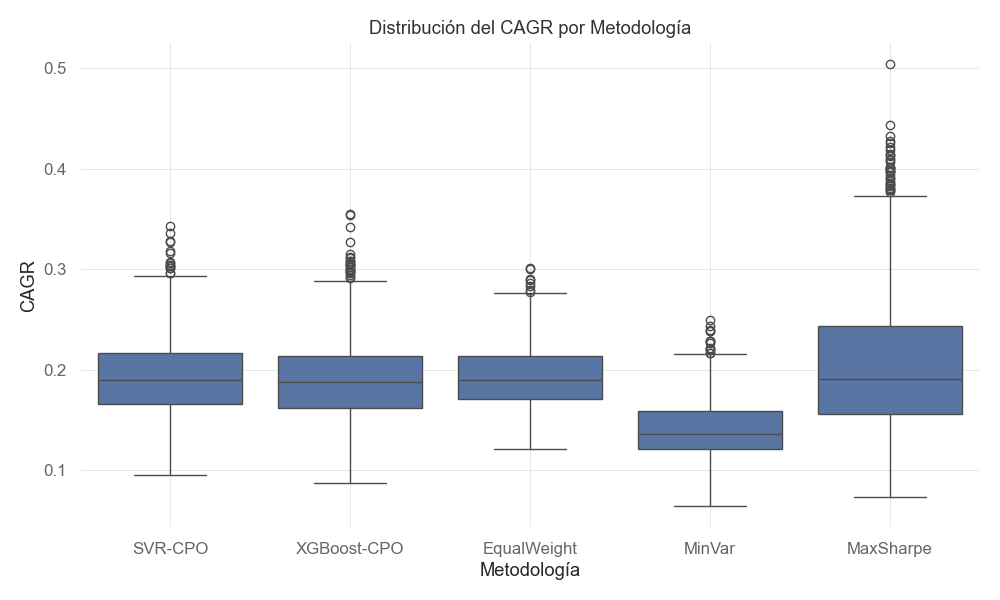 Distribución del CAGR por Metodología
0.5
0.4
0.3
0.2
0.1
CAGR
SVR-CPO
XGBoost-CPO
EqualWeight
MinVar
MaxSharpe
Metodología